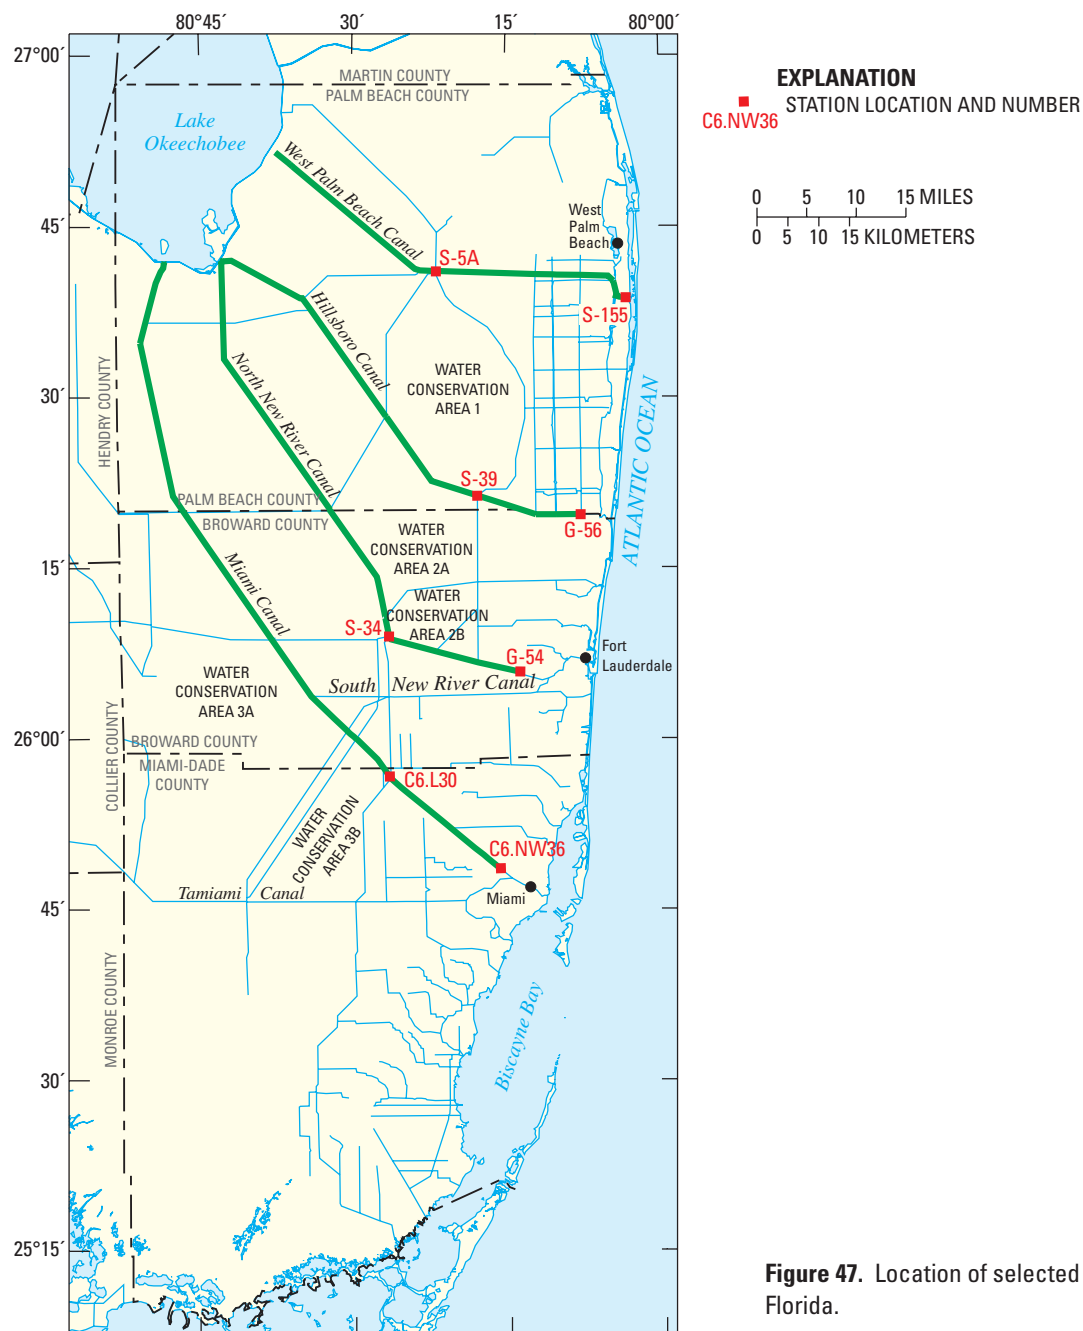 80°45´ 30´ 15´ 80°00´
27°00´
45´
30´
15´
26°00´
45´
30´
25°15´
MARTIN COUNTY
PALM BEACH COUNTY
Lake
Okeechobee
West Palm Beach Canal
West
Palm
Beach
S-5A
S-155
Hillsboro Canal
North New River Canal
WATER
CONSERVATION
AREA 1
HENDRY COUNTY
ATLANTIC OCEAN
S-39
G-56
PALM BEACH COUNTY
BROWARD COUNTY
WATER
CONSERVATION
AREA 2A
Miami Canal
WATER
CONSERVATION
AREA 2B
S-34
G-54
Fort
Lauderdale
WATER
CONSERVATION
AREA 3A
South New River Canal
COLLIER COUNTY
BROWARD COUNTY
MIAMI-DADE
COUNTY
C6.L30
WATER
CONSERVATION
AREA 3B
C6.NW36
Miami
Tamiami Canal
MONROE COUNTY
Biscayne Bay
EXPLANATION
C6.NW36 STATION LOCATION AND NUMBER
0 5 10 15 MILES
0 5 10 15 KILOMETERS
Figure 47. Location of selected
Florida.